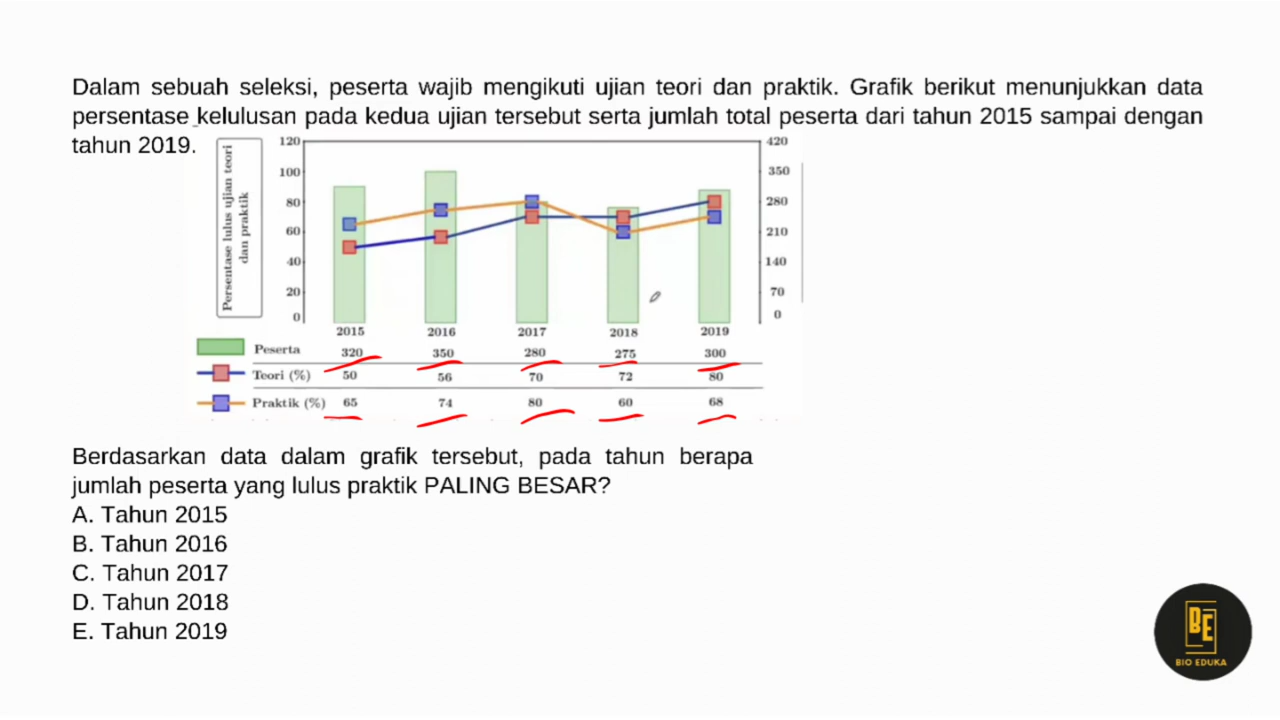 Dalam sebuah seleksi, peserta wajib mengikuti ujian teori dan praktik. Grafik berikut menunjukkan data
persentase kelulusan pada kedua ujian tersebut serta jumlah total peserta dari tahun 2015 sampai dengan
tahun 2019.
Persentase lulus ujian teori
dan praktik
120 420
100 350
80 280
60 210
40 140
20 70
0 0
2015 2016 2017 2018 2019
Peserta 320 350 280 275 300
Teori (%) 50 56 70 72 80
Praktik (%) 65 74 80 60 68
Berdasarkan data dalam grafik tersebut, pada tahun berapa
jumlah peserta yang lulus praktik PALING BESAR?
A. Tahun 2015
B. Tahun 2016
C. Tahun 2017
D. Tahun 2018
E. Tahun 2019
BE
BIO EDUKA